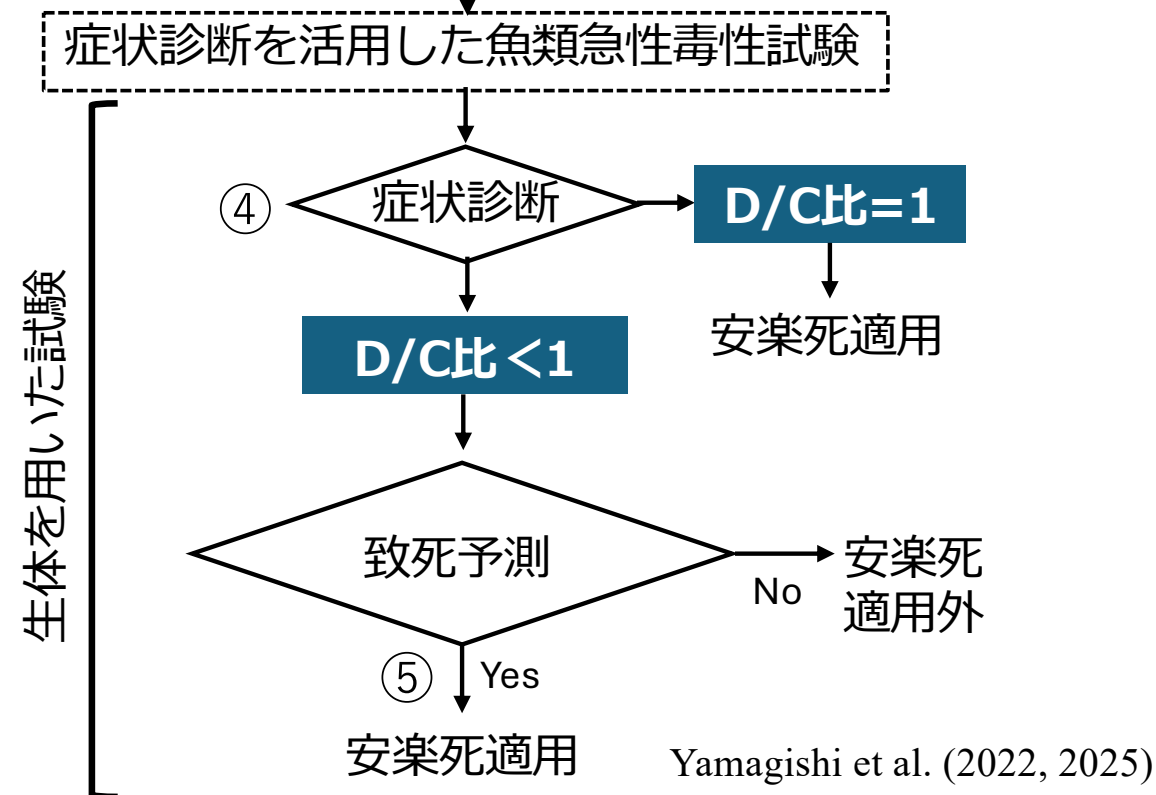 症状診断を活用した魚類急性毒性試験
④
症状診断
D/C比=1
安楽死適用
D/C比<1
生体を用いた試験
致死予測
No
安楽死
適用外
⑤
Yes
安楽死適用
Yamagishi et al. (2022, 2025)